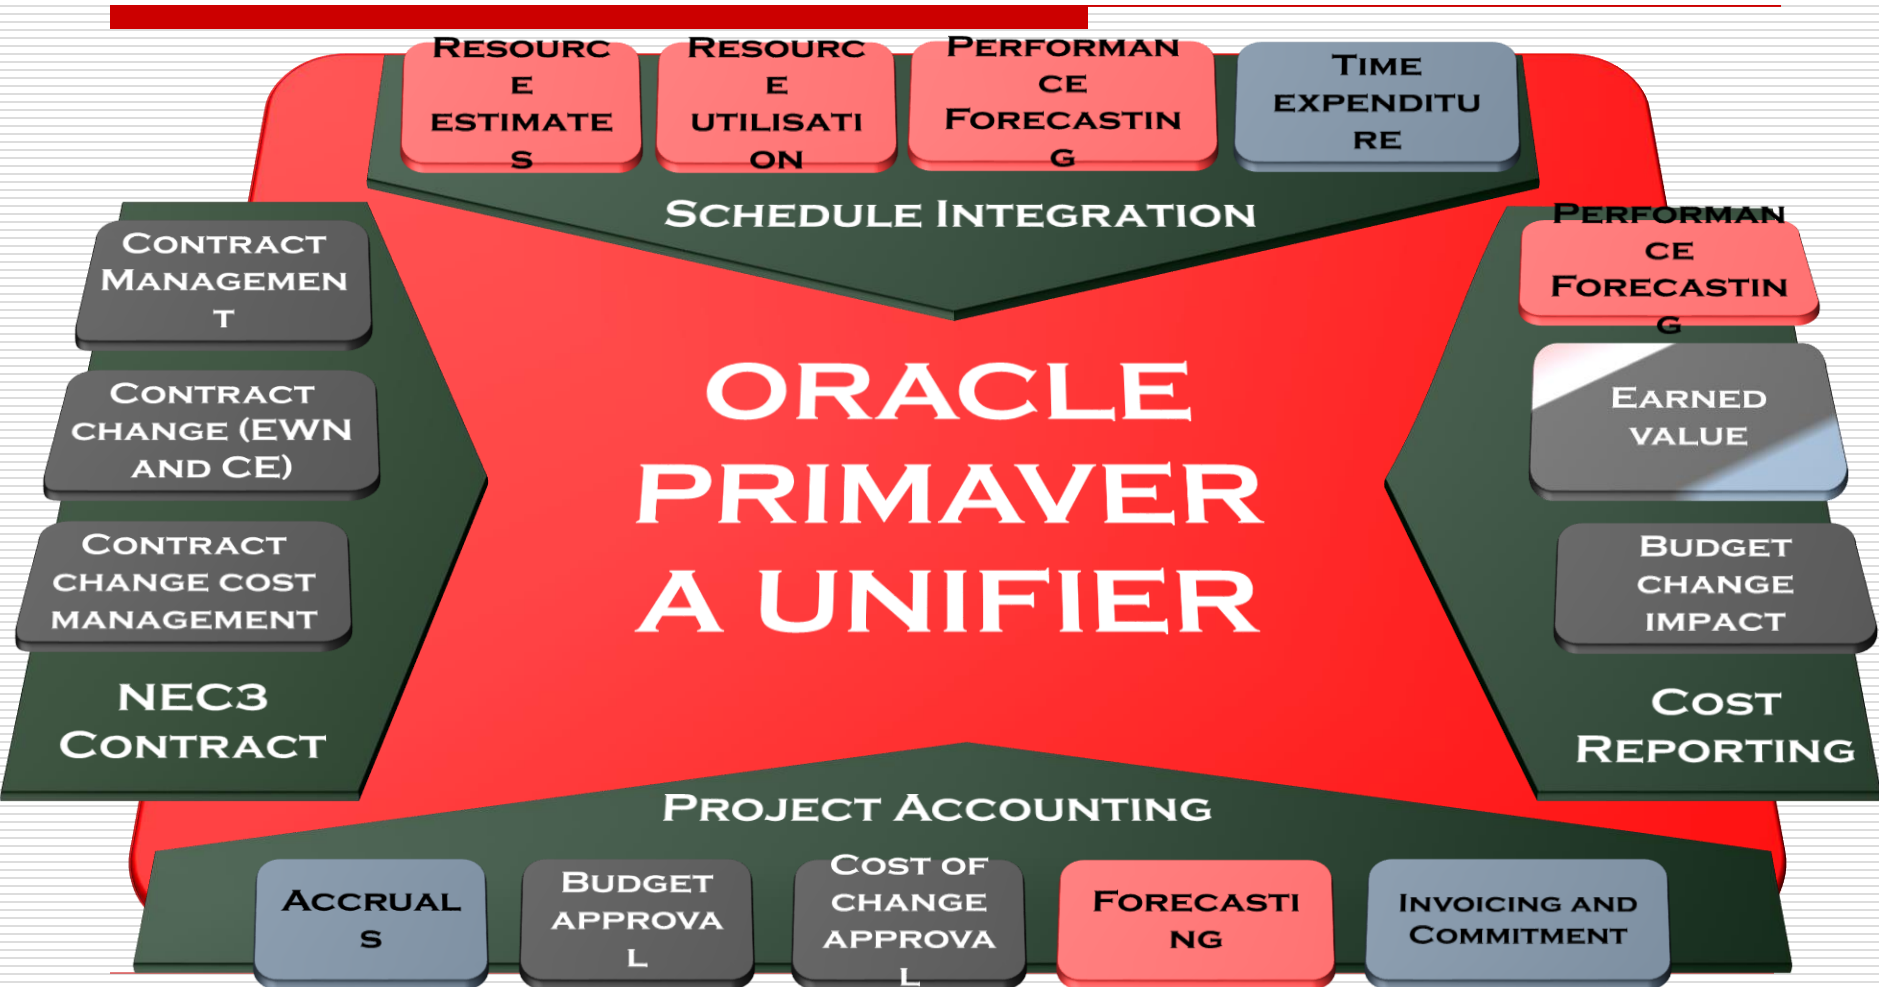 Resourc
e
estimate
s
Resourc
e
utilisati
on
Performan
ce
Forecastin
g
Time
expenditu
re
Schedule Integration
Contract
Managemen
t
Contract
change (EWN
and CE)
Contract
change cost
management
NEC3
Contract
ORACLE
PRIMAVER
A UNIFIER
Performan
ce
Forecastin
g
Earned
value
Budget
change
impact
Cost
Reporting
Project Accounting
Accrual
s
Budget
approva
l
Cost of
change
approva
l
Forecasti
ng
Invoicing and
Commitment